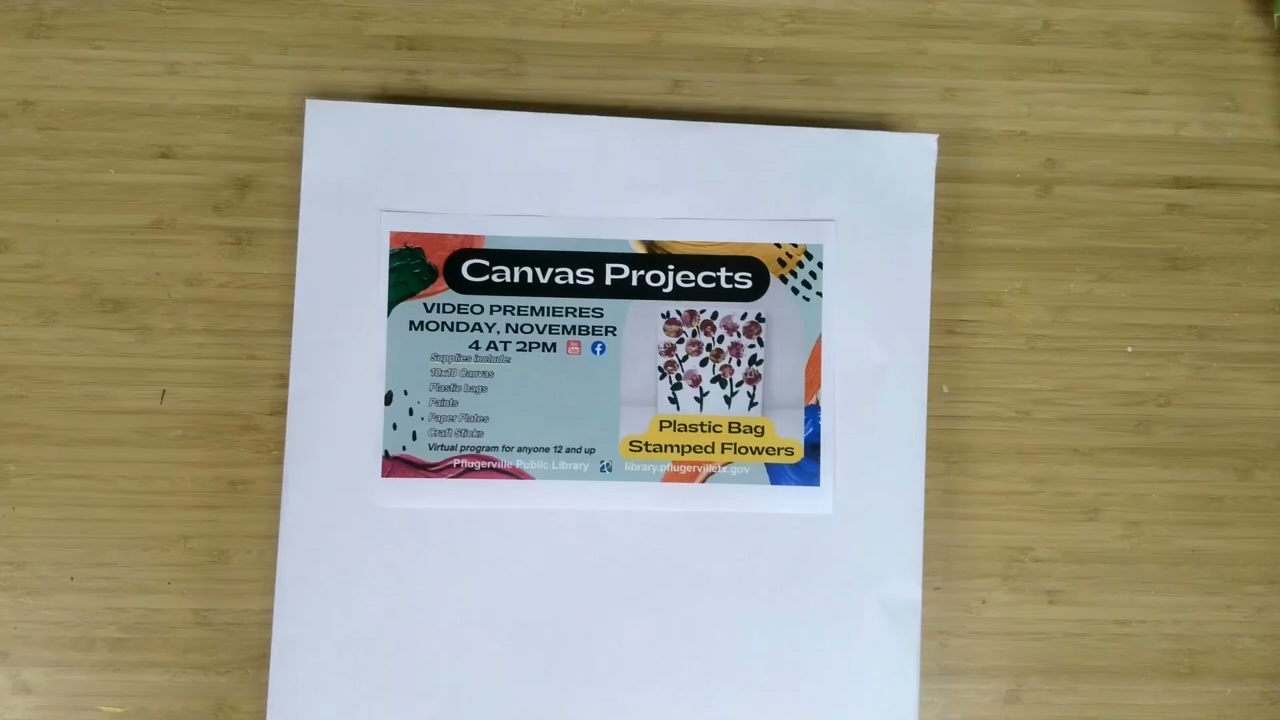 Canvas Projects
VIDEO PREMIERES
MONDAY, NOVEMBER
4 AT 2PM
Supplies include:
10x10 Canvas
Plastic bags
Paints
Paper Plates
Craft Sticks
Virtual program for anyone 12 and up
Plastic Bag
Stamped Flowers
Pflugerville Public Library library.pflugervilletx.gov